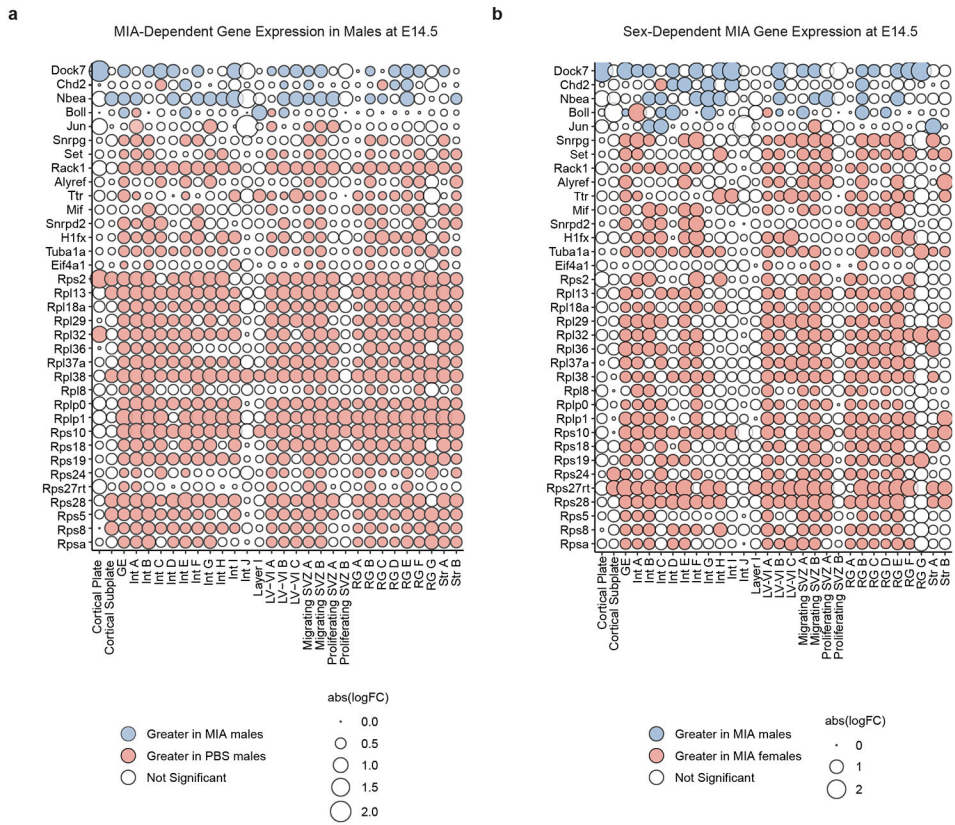 a
MIA-Dependent Gene Expression in Males at E14.5
Dock7
Chd2
Nbea
Boll
Jun
Snrpg
Set
Rack1
Alyref
Ttr
Mif
Snrpd2
H1fx
Tuba1a
Eif4a1
Rps2
Rpl13
Rpl18a
Rpl29
Rpl32
Rpl36
Rpl37a
Rpl38
Rpl8
Rplp0
Rplp1
Rps10
Rps18
Rps19
Rps24
Rps27rt
Rps28
Rps5
Rps8
Rpsa
Cortical Plate
Cortical Subplate
GE
Int A
Int B
Int C
Int D
Int E
Int F
Int G
Int H
Int I
Int J
Layer I
LV-VI A
LV-VI B
LV-VI C
Migrating SVZ A
Migrating SVZ B
Proliferating SVZ A
Proliferating SVZ B
RG A
RG B
RG C
RG D
RG E
RG F
RG G
Str A
Str B
Greater in MIA males
Greater in PBS males
Not Significant
abs(logFC)
0.0
0.5
1.0
1.5
2.0
b
Sex-Dependent MIA Gene Expression at E14.5
Dock7
Chd2
Nbea
Boll
Jun
Snrpg
Set
Rack1
Alyref
Ttr
Mif
Snrpd2
H1fx
Tuba1a
Eif4a1
Rps2
Rpl13
Rpl18a
Rpl29
Rpl32
Rpl36
Rpl37a
Rpl38
Rpl8
Rplp0
Rplp1
Rps10
Rps18
Rps19
Rps24
Rps27rt
Rps28
Rps5
Rps8
Rpsa
Cortical Plate
Cortical Subplate
GE
Int A
Int B
Int C
Int D
Int E
Int F
Int G
Int H
Int I
Int J
Layer I
LV-VI A
LV-VI B
LV-VI C
Migrating SVZ A
Migrating SVZ B
Proliferating SVZ A
Proliferating SVZ B
RG A
RG B
RG C
RG D
RG E
RG F
RG G
Str A
Str B
Greater in MIA males
Greater in MIA females
Not Significant
abs(logFC)
0
1
2